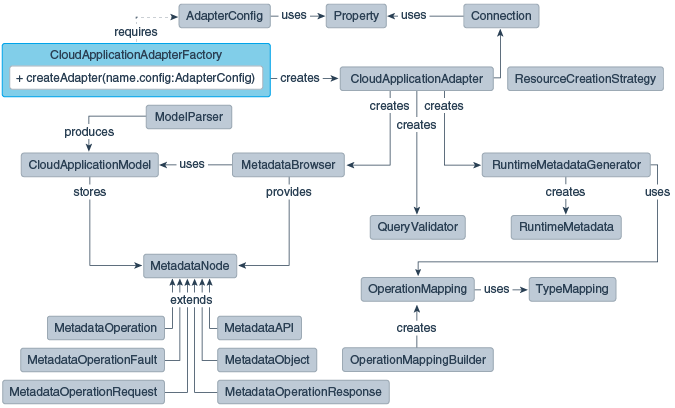 AdapterConfig
uses
Property
uses
Connection
requires
CloudApplicationAdapterFactory
+ createAdapter(name.config:AdapterConfig)
creates
CloudApplicationAdapter
ResourceCreationStrategy
creates
creates
creates
ModelParser
produces
CloudApplicationModel
uses
MetadataBrowser
RuntimeMetadataGenerator
stores
provides
creates
uses
QueryValidator
RuntimeMetadata
MetadataNode
extends
OperationMapping
uses
TypeMapping
MetadataOperation
MetadataAPI
creates
MetadataOperationFault
MetadataObject
OperationMappingBuilder
MetadataOperationRequest
MetadataOperationResponse